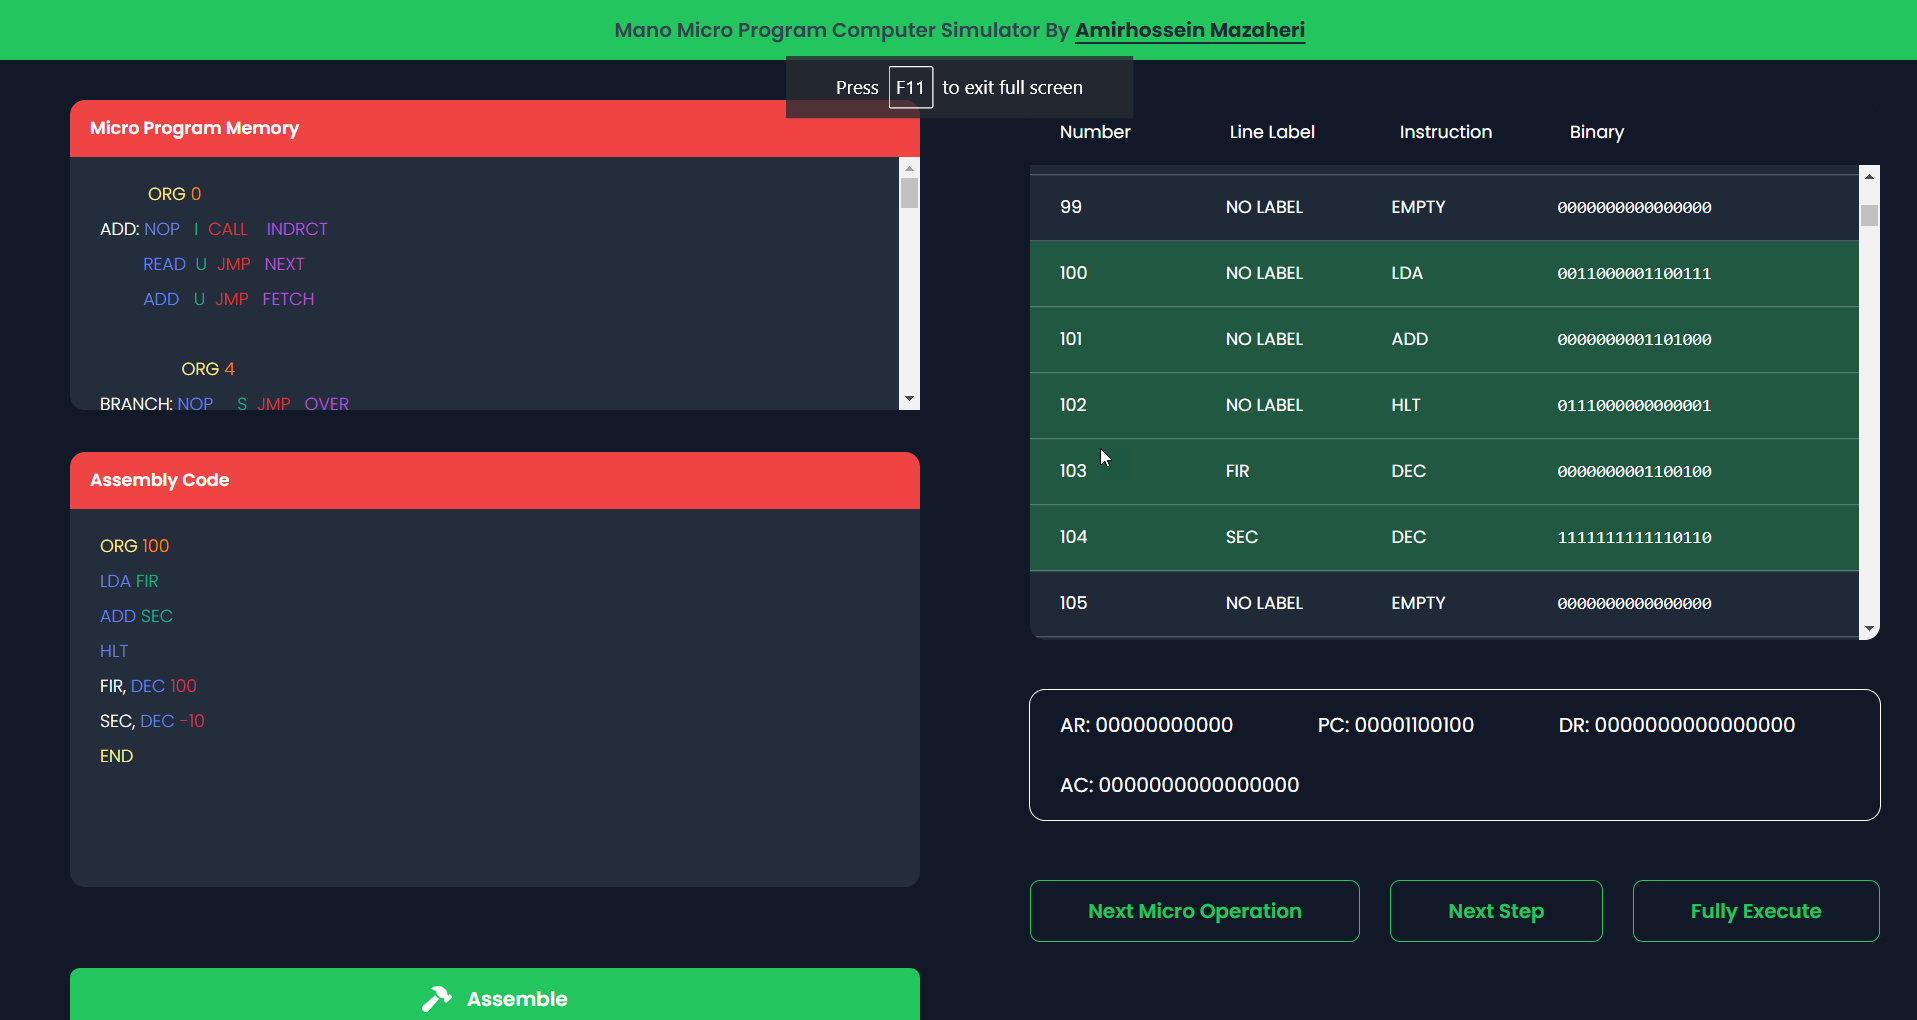 Mano Micro Program Computer Simulator By Amirhossein Mazaheri
Press F11 to exit full screen
Micro Program Memory
ORG 0
ADD: NOP I CALL INDRCT
READ U JMP NEXT
ADD U JMP FETCH
ORG 4
BRANCH: NOP S JMP OVER
Assembly Code
ORG 100
LDA FIR
ADD SEC
HLT
FIR, DEC 100
SEC, DEC -10
END
Assemble
Number Line Label Instruction Binary
99 NO LABEL EMPTY 0000000000000000
100 NO LABEL LDA 0011000001100111
101 NO LABEL ADD 0000000001101000
102 NO LABEL HLT 0111000000000001
103 FIR DEC 0000000001100100
104 SEC DEC 1111111111110110
105 NO LABEL EMPTY 0000000000000000
AR: 00000000000 PC: 00001100100 DR: 0000000000000000
AC: 0000000000000000
Next Micro Operation Next Step Fully Execute